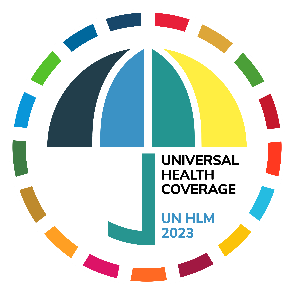 UNIVERSAL
HEALTH
COVERAGE
UN HLM
2023